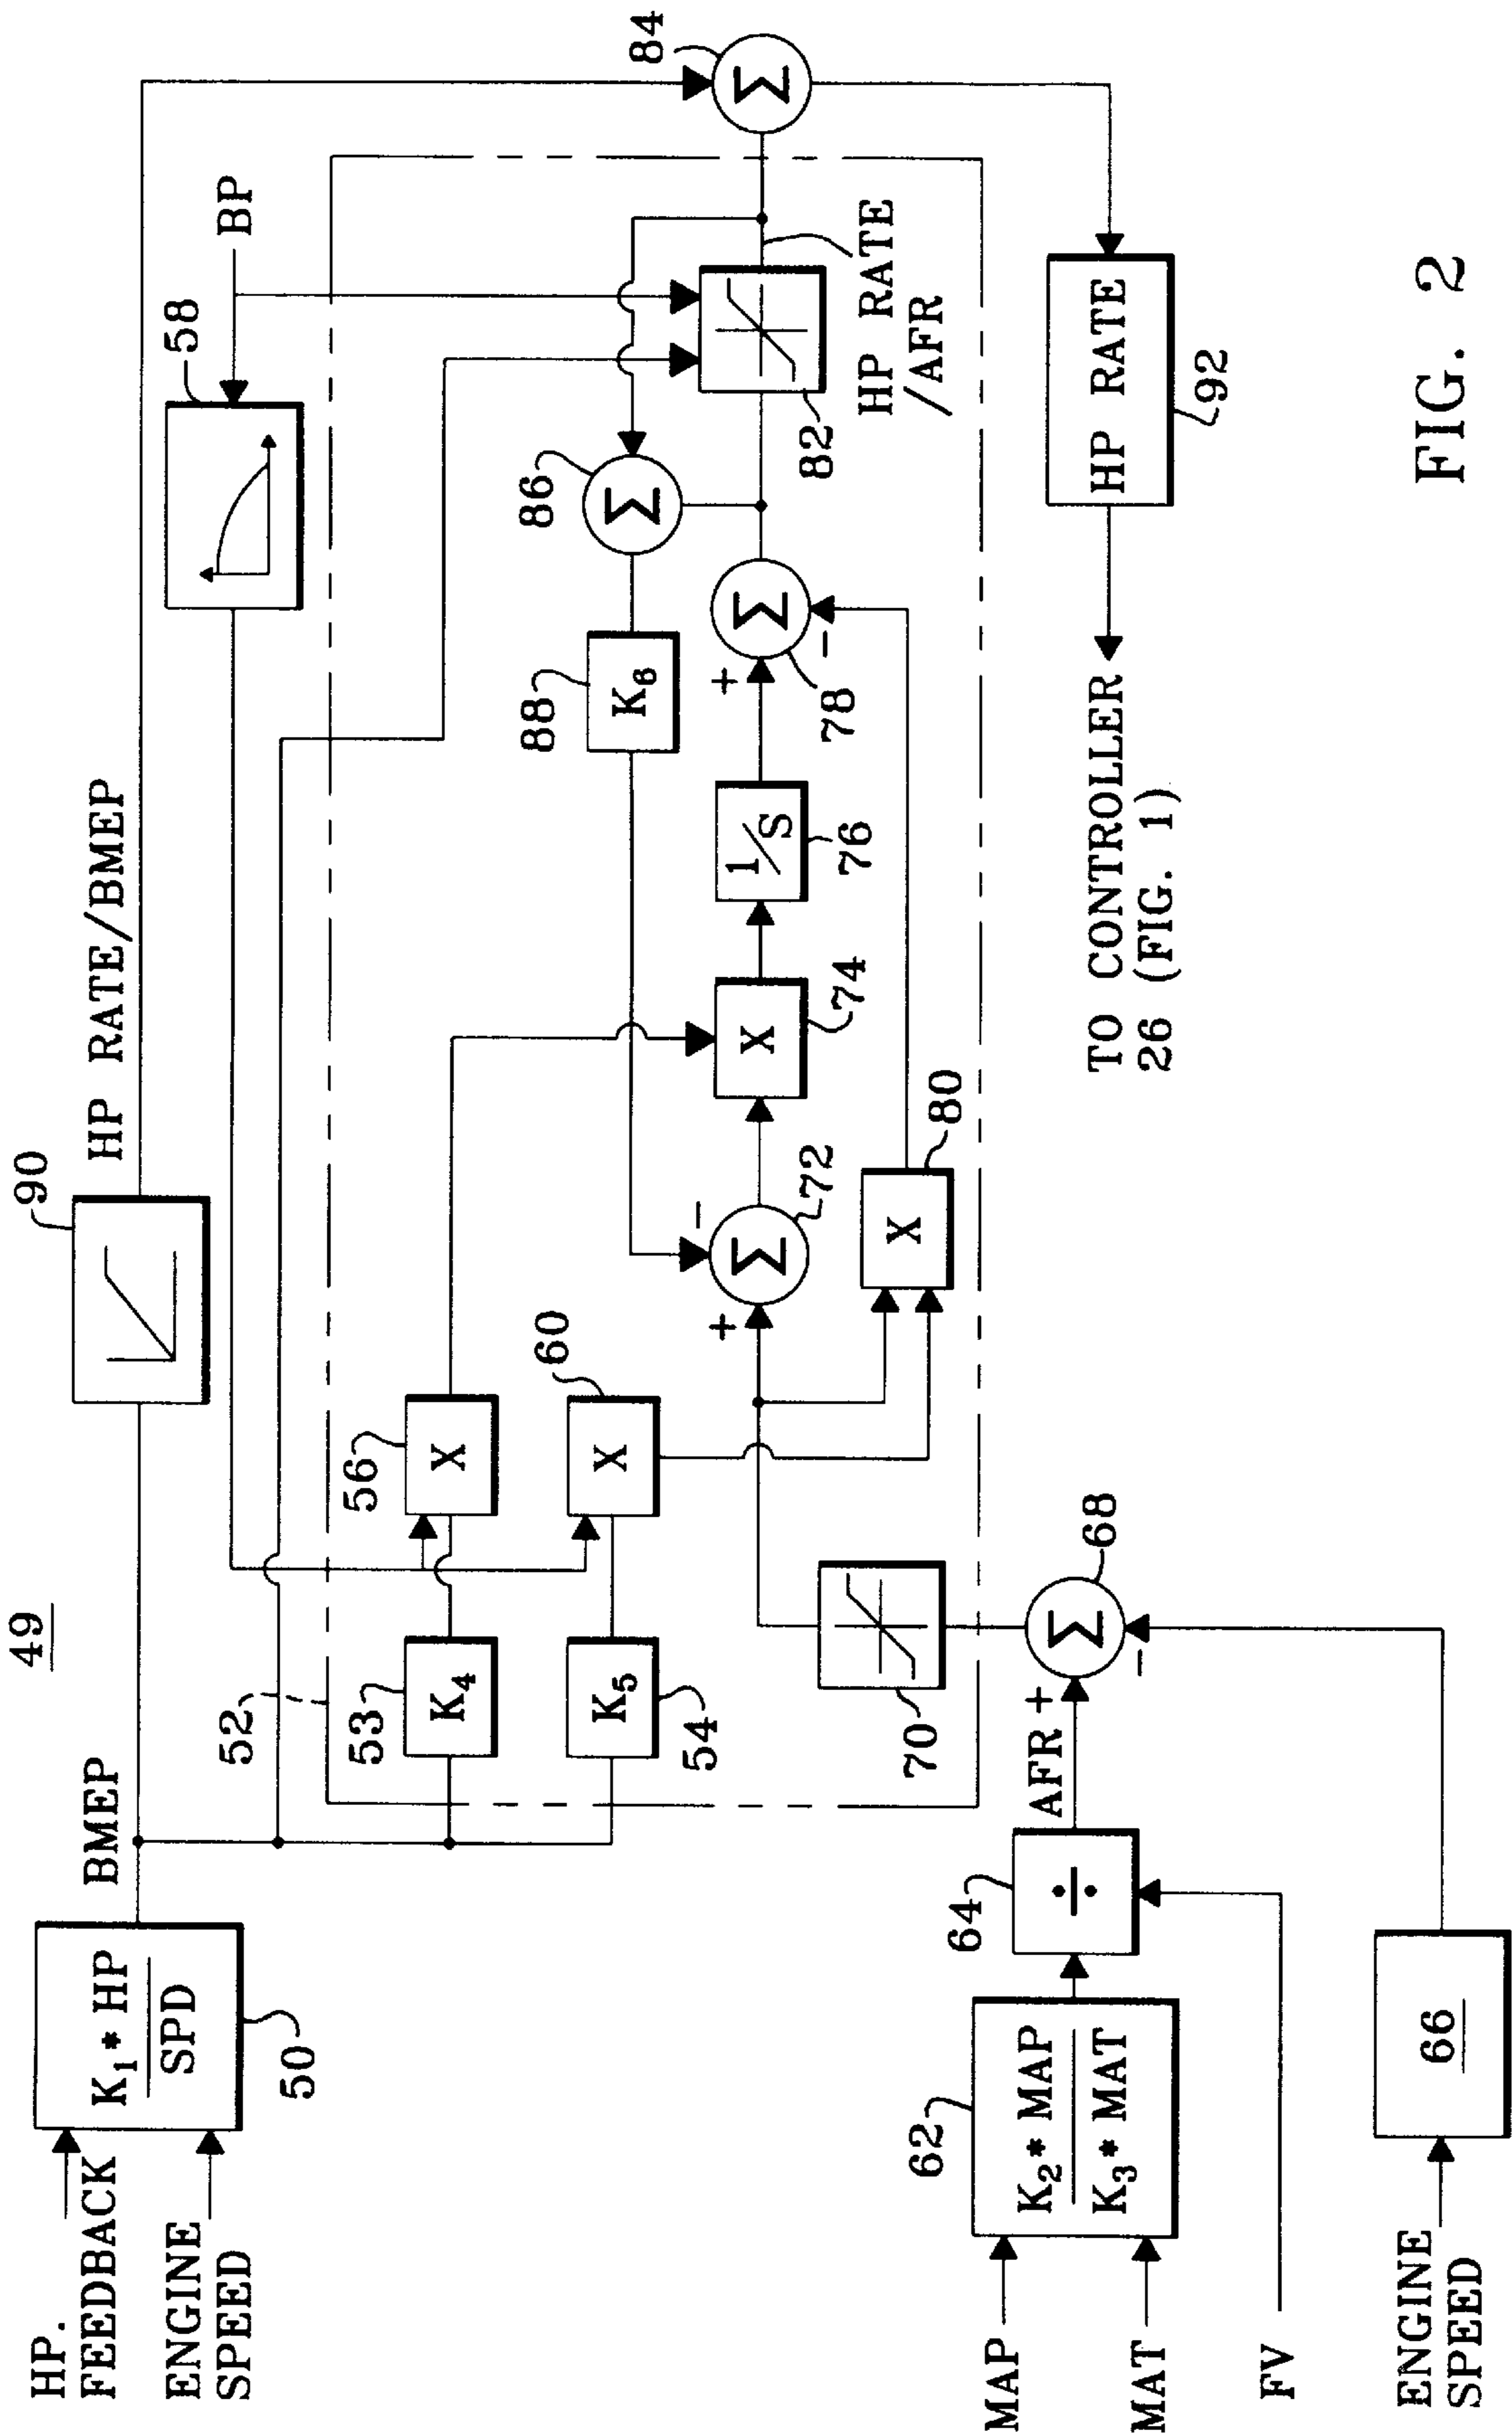 49
HP.
FEEDBACK
ENGINE
SPEED
K₁* HP
SPD
50
BMEP
90
HP RATE/BMEP
58
BP
84
52
53
K₄
56
X
K₅
54
60
X
86
Σ
88
K₆
+
-
Σ
72
X
74
1/S
76
+
-
Σ
78
82
HP RATE
/AFR
Σ
X
80
70
MAP
MAT
62
K₂* MAP
K₃* MAT
64
÷
FV
AFR
+
-
Σ
68
ENGINE
SPEED
66
HP RATE
92
TO CONTROLLER
26 (FIG. 1)
FIG. 2